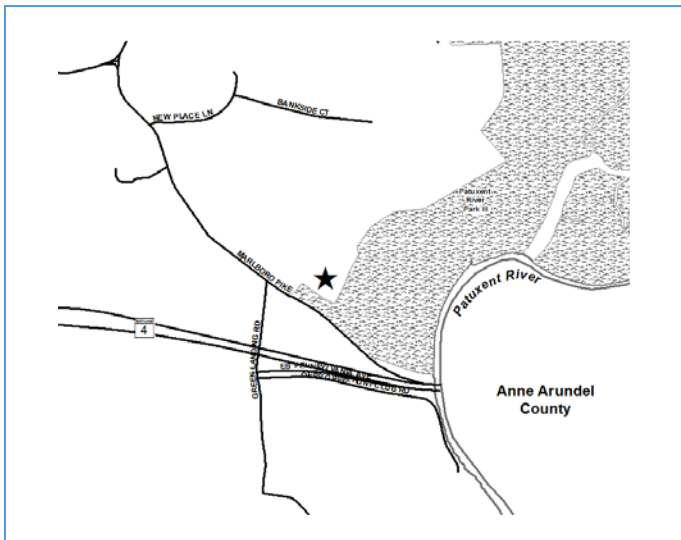 NEW PLACE LN
BANKSIDE CT
Patuxent
River
Park III
MARLBORO PIKE
Patuxent River
4
GREEN LANDING RD
Anne Arundel
County